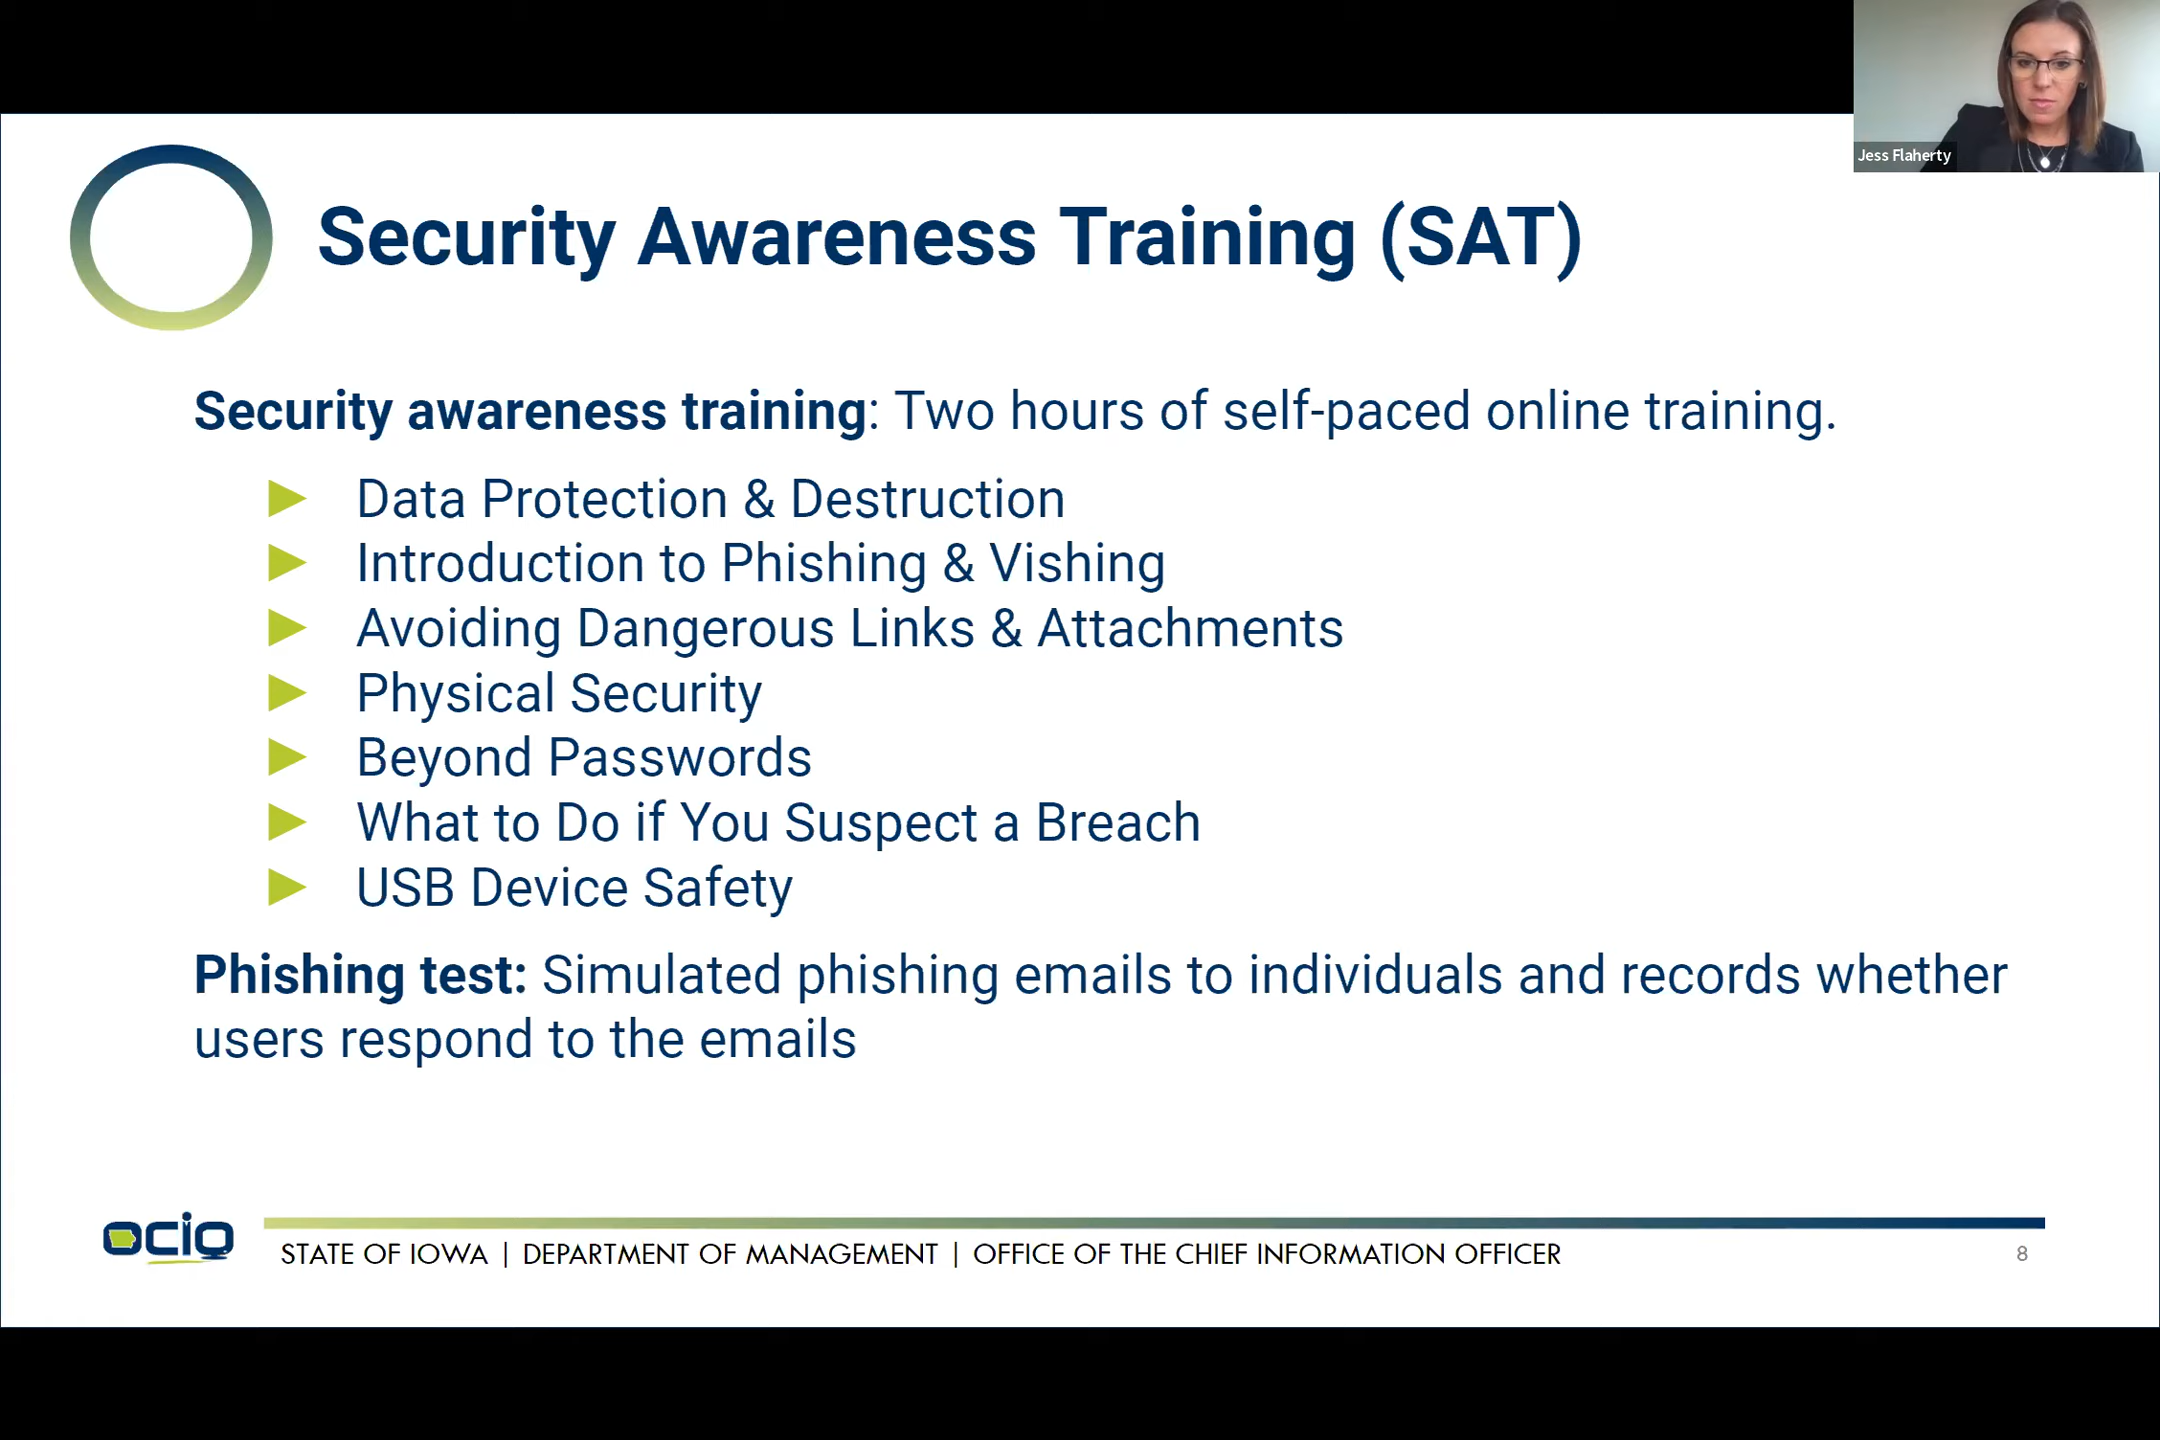 Jess Flaherty
Security Awareness Training (SAT)
Security awareness training: Two hours of self-paced online training.
Data Protection & Destruction
Introduction to Phishing & Vishing
Avoiding Dangerous Links & Attachments
Physical Security
Beyond Passwords
What to Do if You Suspect a Breach
USB Device Safety
Phishing test: Simulated phishing emails to individuals and records whether
users respond to the emails
ocio
STATE OF IOWA | DEPARTMENT OF MANAGEMENT | OFFICE OF THE CHIEF INFORMATION OFFICER
8